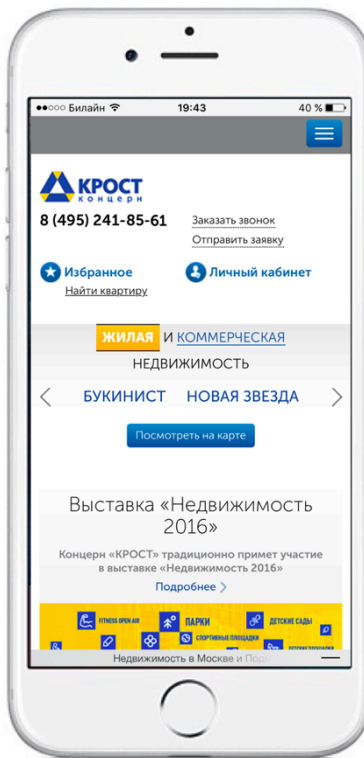 Билайн 19:43 40 %
КРОСТ
КОНЦЕРН
8 (495) 241-85-61
Заказать звонок
Отправить заявку
Избранное
Личный кабинет
Найти квартиру
ЖИЛАЯ И КОММЕРЧЕСКАЯ
НЕДВИЖИМОСТЬ
БУКИНИСТ НОВАЯ ЗВЕЗДА
Посмотреть на карте
Выставка «Недвижимость
2016»
Концерн «КРОСТ» традиционно примет участие
в выставке «Недвижимость 2016»
Подробнее
FITNESS OPEN AIR ПАРКИ ДЕТСКИЕ САДЫ
СПОРТИВНЫЕ ПЛОЩАДКИ
Недвижимость в Москве и